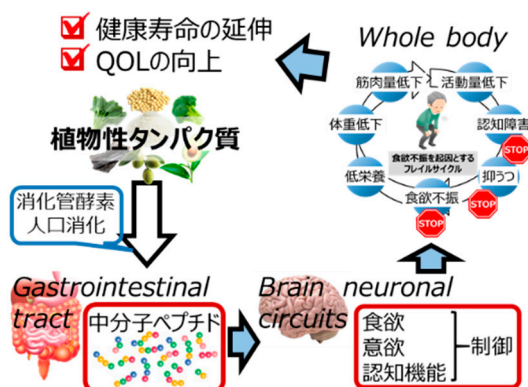 健康寿命の延伸
QOLの向上
植物性タンパク質
消化管酵素
人口消化
Gastrointestinal
tract
中分子ペプチド
Brain neuronal
circuits
食欲
意欲
認知機能
制御
Whole body
筋肉量低下
活動量低下
体重低下
認知障害
STOP
食欲不振を起因とする
フレイルサイクル
低栄養
抑うつ
STOP
食欲不振
STOP